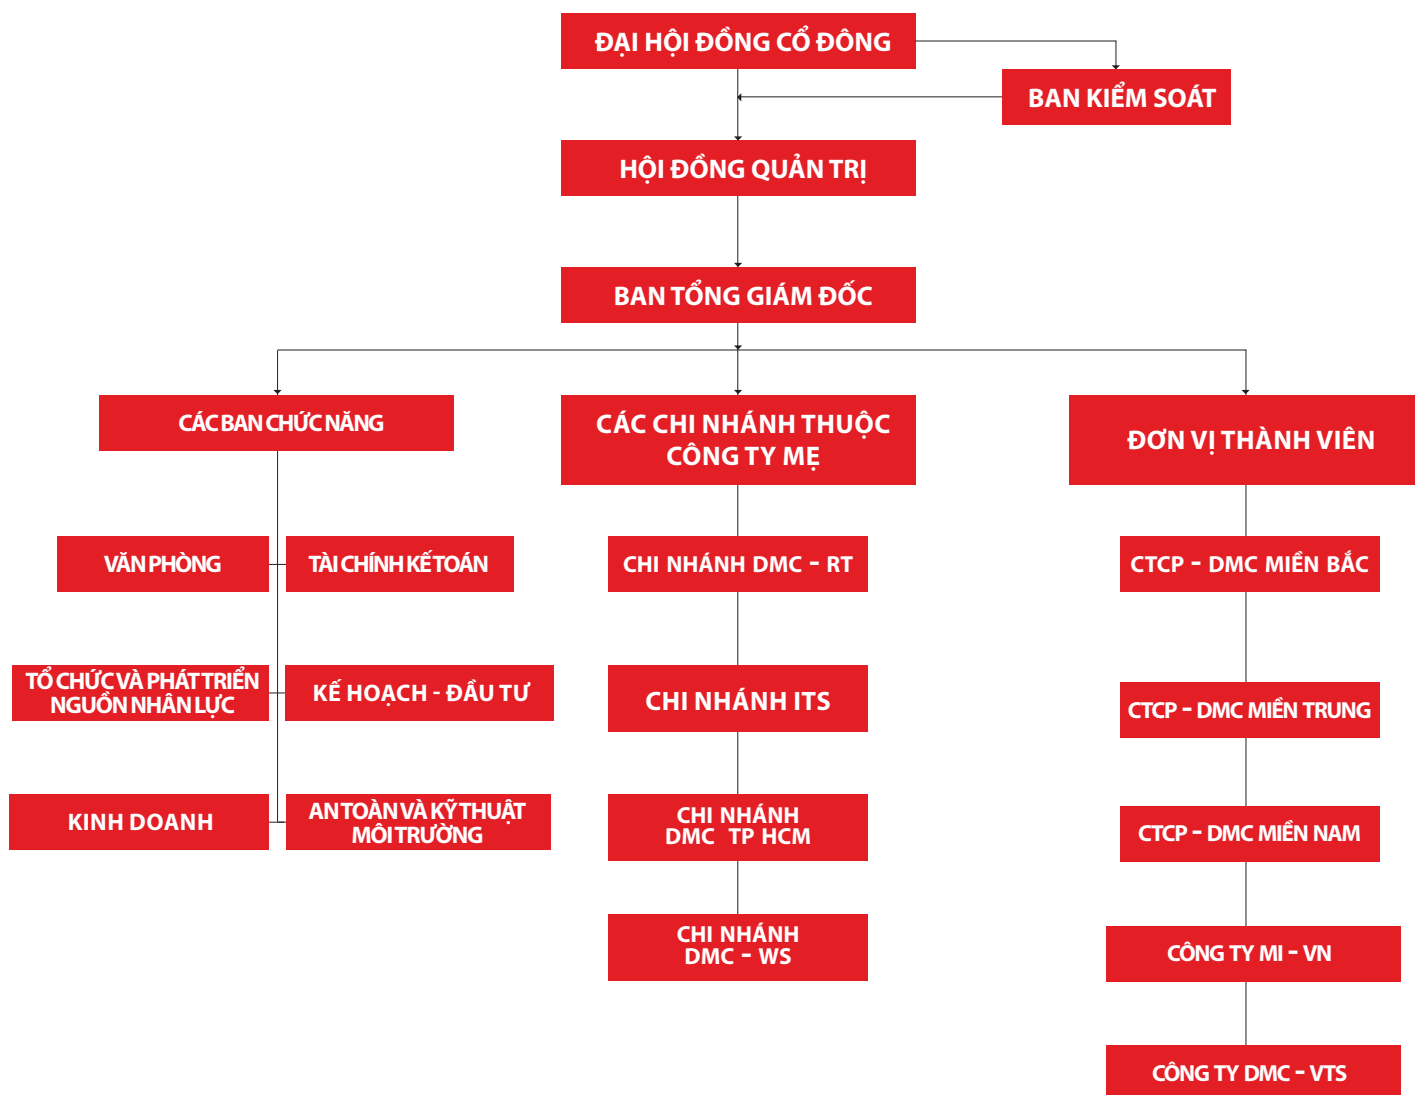 ĐẠI HỘI ĐỒNG CỔ ĐÔNG
BAN KIỂM SOÁT
HỘI ĐỒNG QUẢN TRỊ
BAN TỔNG GIÁM ĐỐC
CÁC BAN CHỨC NĂNG
VĂN PHÒNG
TÀI CHÍNH KẾ TOÁN
TỔ CHỨC VÀ PHÁT TRIỂN
NGUỒN NHÂN LỰC
KẾ HOẠCH - ĐẦU TƯ
KINH DOANH
AN TOÀN VÀ KỸ THUẬT
MÔI TRƯỜNG
CÁC CHI NHÁNH THUỘC
CÔNG TY MẸ
CHI NHÁNH DMC - RT
CHI NHÁNH ITS
CHI NHÁNH
DMC TP HCM
CHI NHÁNH
DMC - WS
ĐƠN VỊ THÀNH VIÊN
CTCP - DMC MIỀN BẮC
CTCP - DMC MIỀN TRUNG
CTCP - DMC MIỀN NAM
CÔNG TY MI - VN
CÔNG TY DMC - VTS